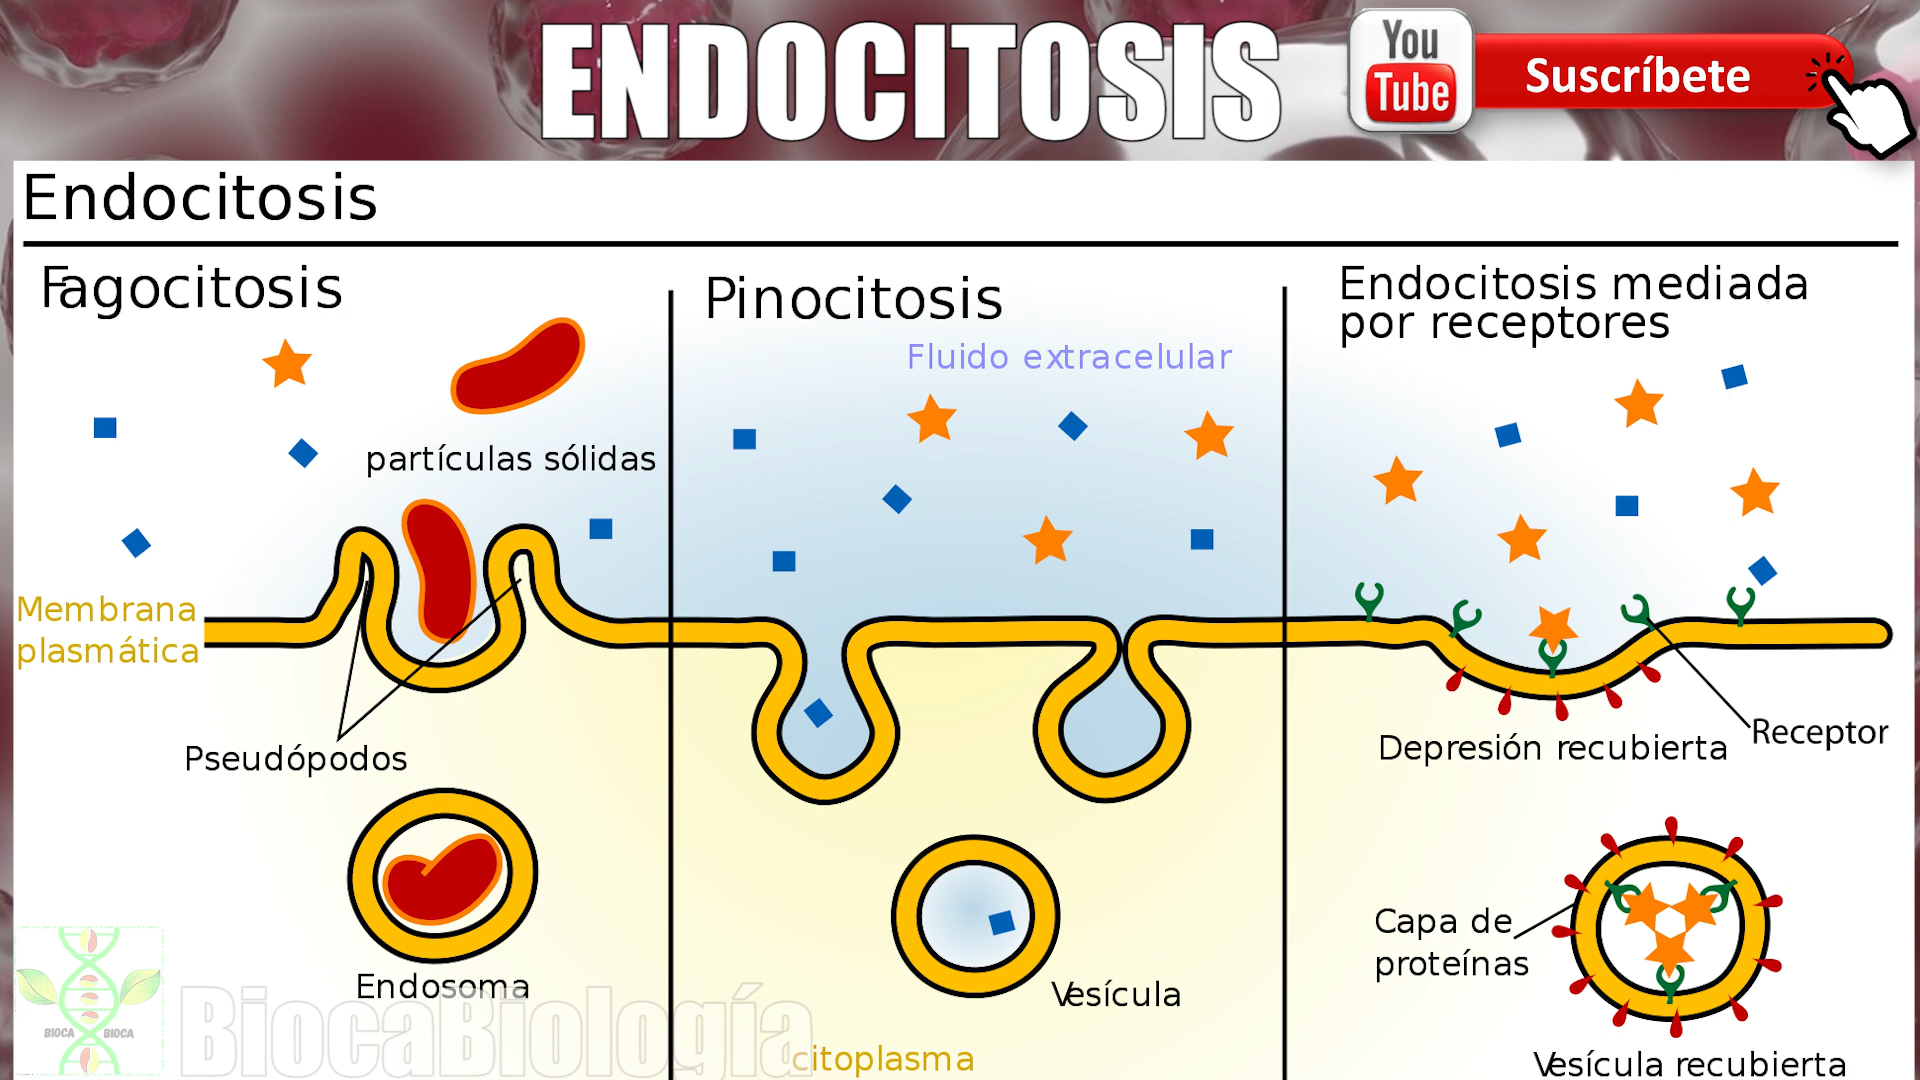 ENDOCITOSIS
You
Tube
Suscríbete
Endocitosis
Fagocitosis
partículas sólidas
Membrana
plasmática
Pseudópodos
Endosoma
Pinocitosis
Fluido extracelular
Vesícula
citoplasma
Endocitosis mediada
por receptores
Receptor
Depresión recubierta
Capa de
proteínas
Vesícula recubierta
BIOCA BIOCA
BiocaBiología